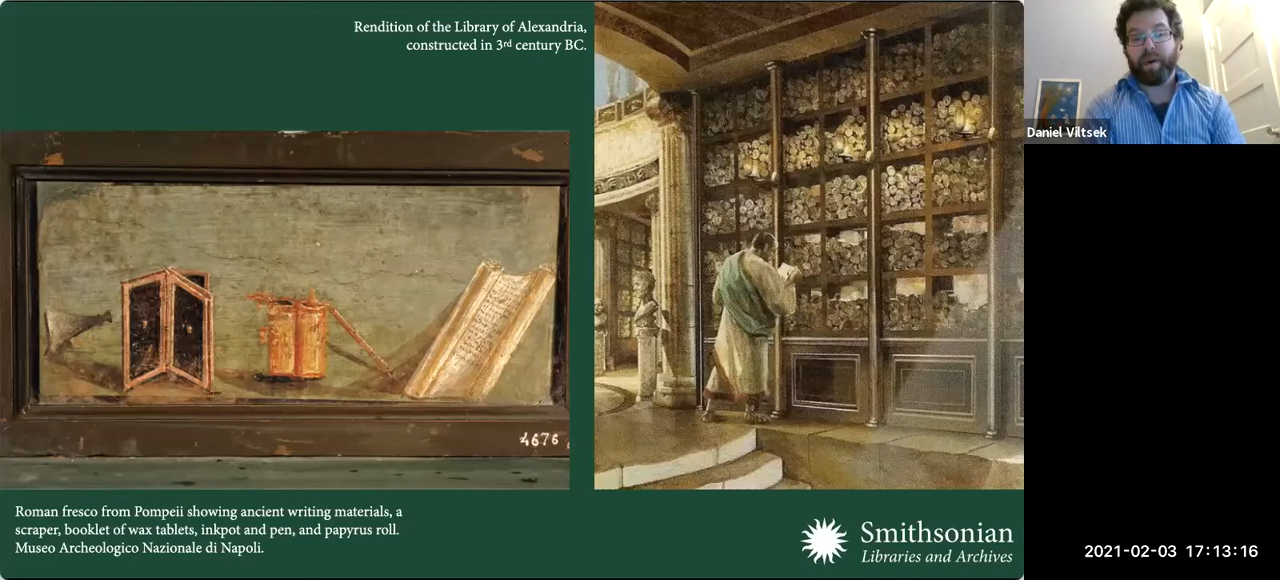 Rendition of the Library of Alexandria,
constructed in 3rd century BC.
4676
Roman fresco from Pompeii showing ancient writing materials, a
scraper, booklet of wax tablets, inkpot and pen, and papyrus roll.
Museo Archeologico Nazionale di Napoli.
Smithsonian
Libraries and Archives
Daniel Viltsek
2021-02-03 17:13:16